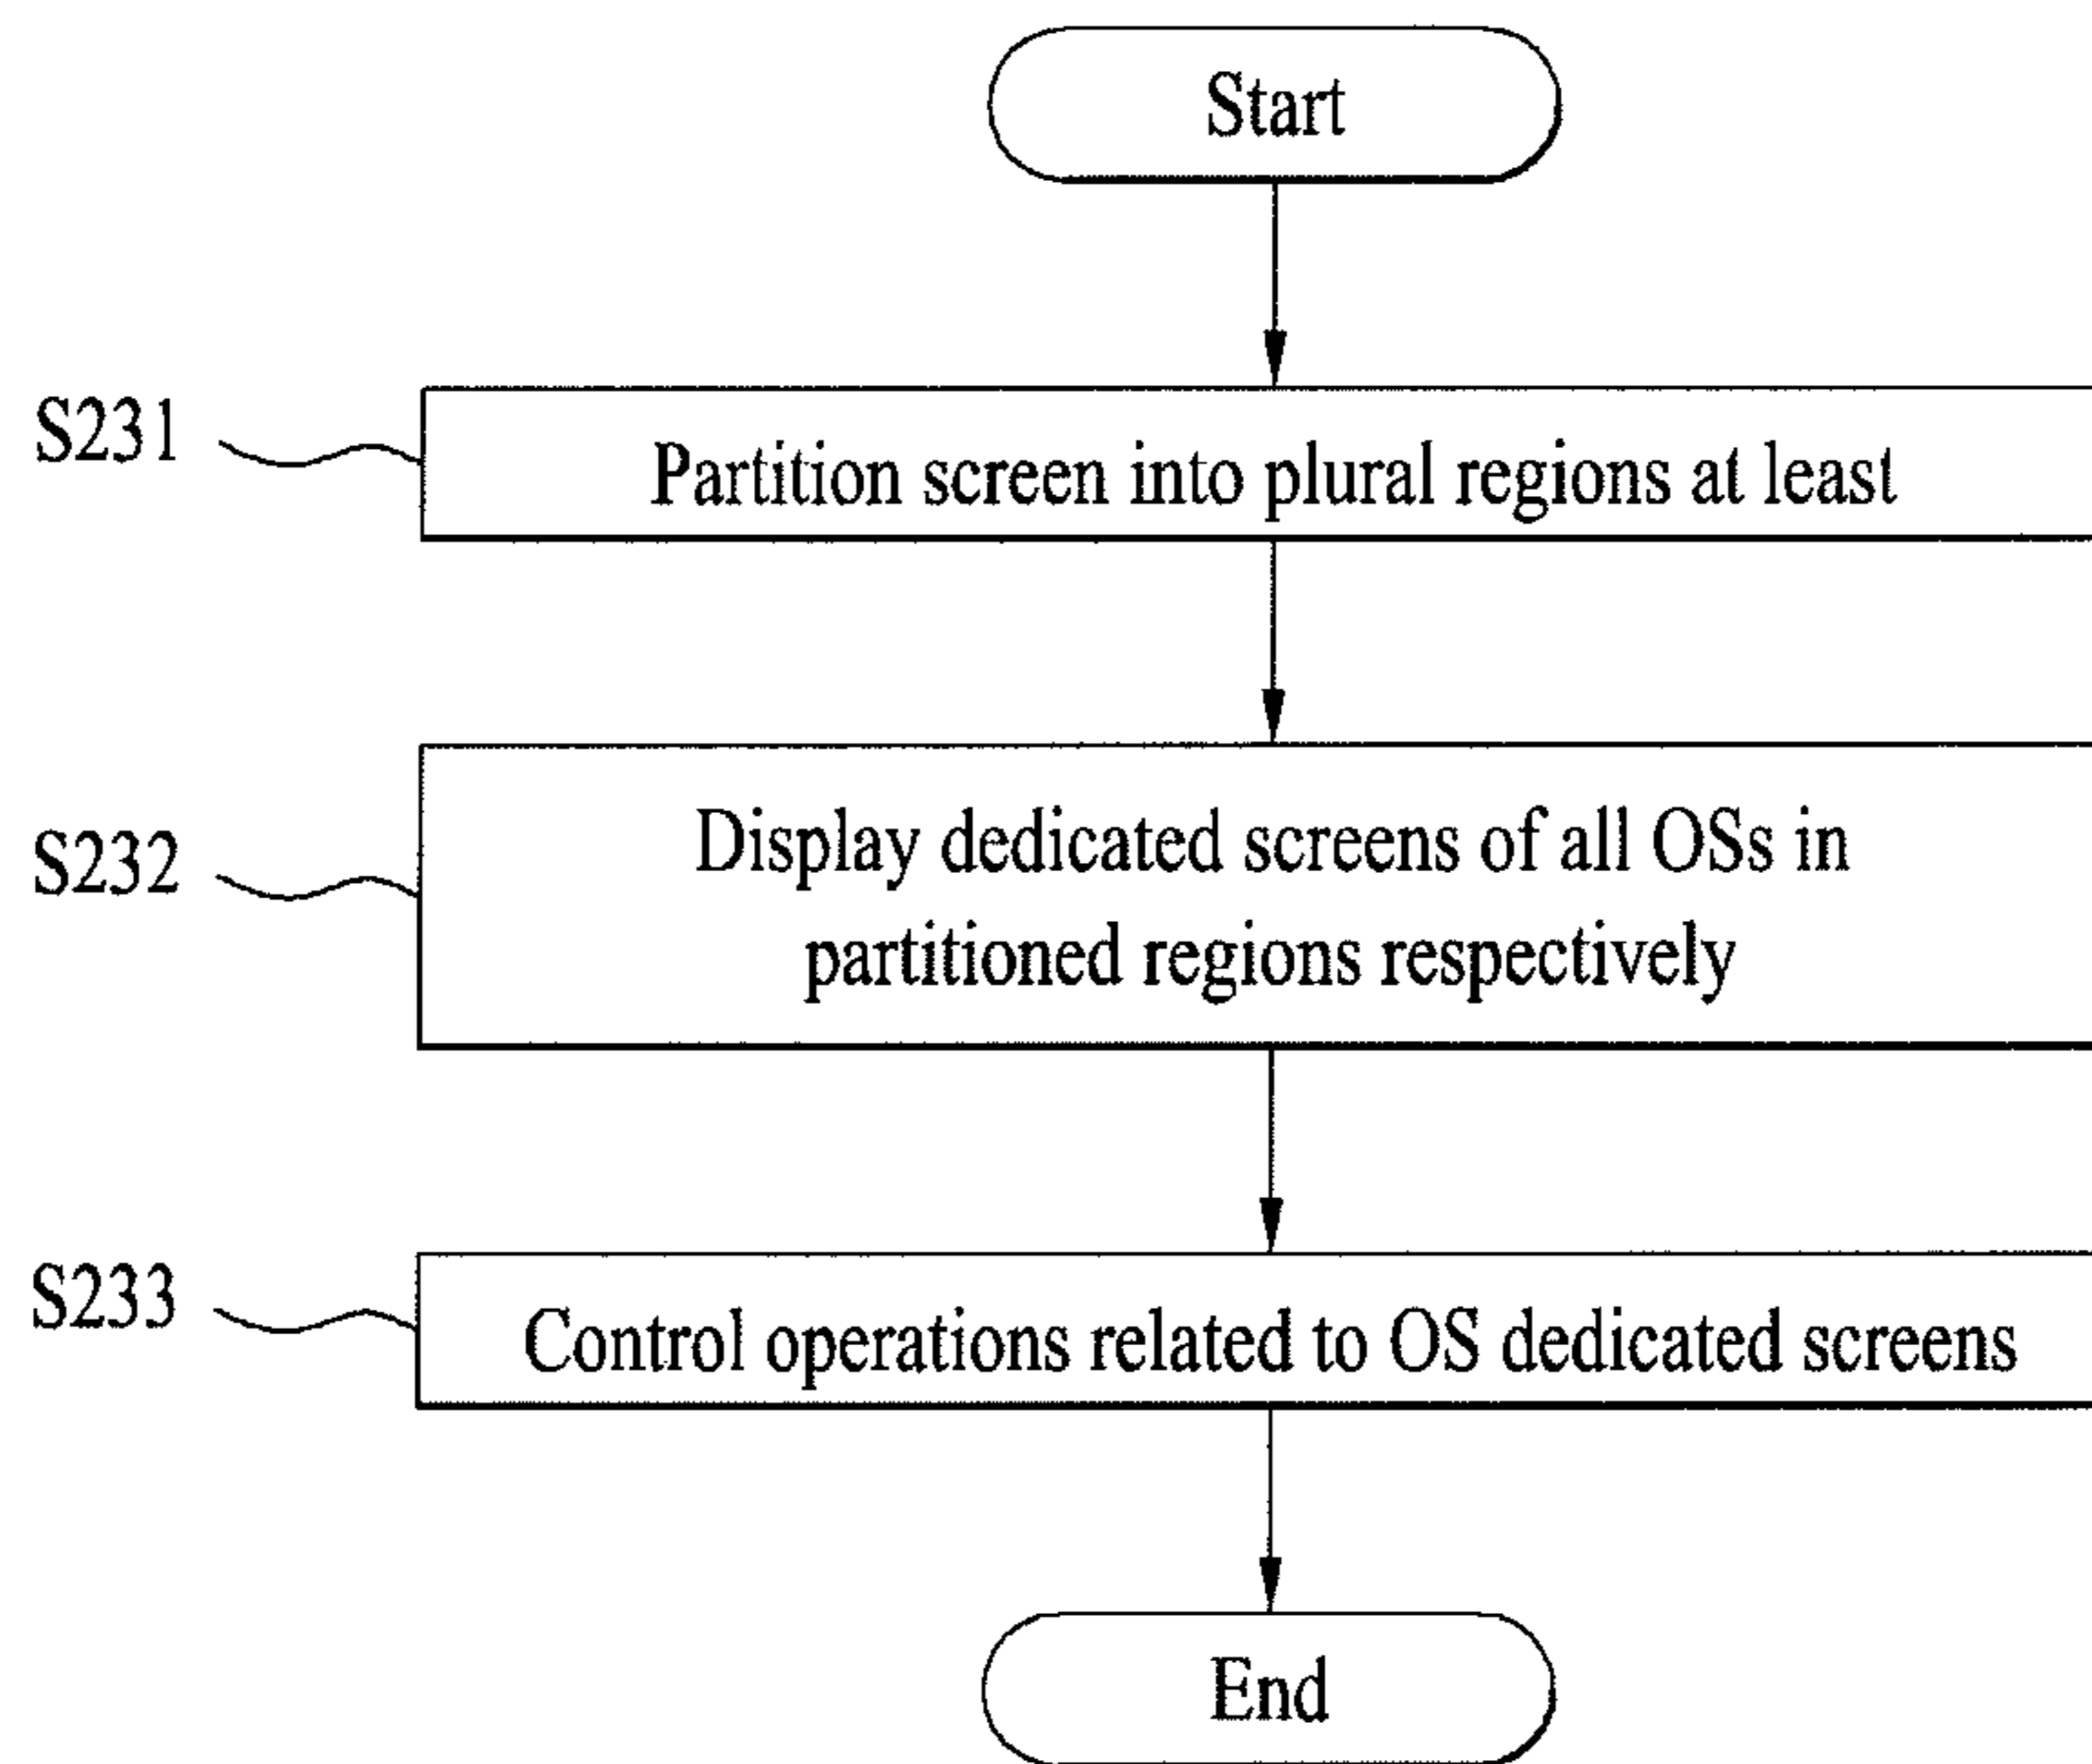 Start
S231
Partition screen into plural regions at least
S232
Display dedicated screens of all OSs in
partitioned regions respectively
S233
Control operations related to OS dedicated screens
End